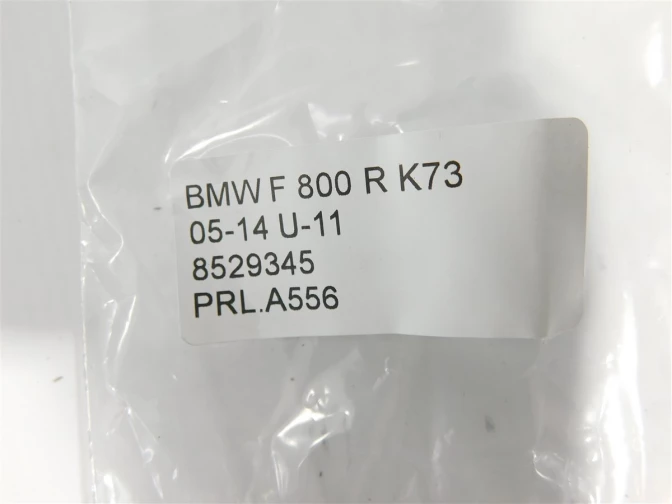 BMW F 800 R K73
05-14 U-11
8529345
PRL.A556